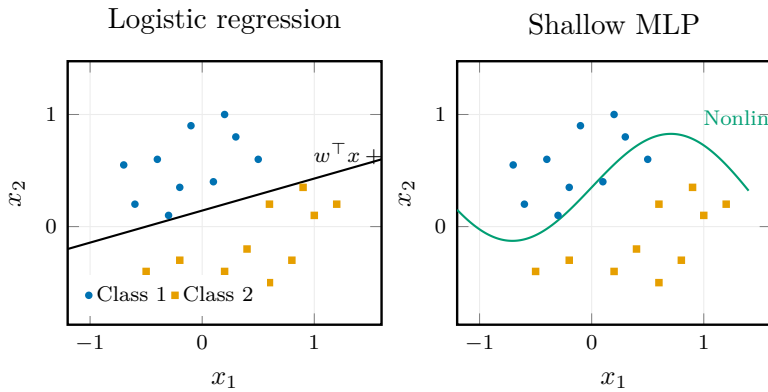 Logistic regression
Shallow MLP
1
0
x₂
w⊤x +
Class 1
Class 2
−1
0
1
x₁
1
0
x₂
Nonlin
−1
0
1
x₁